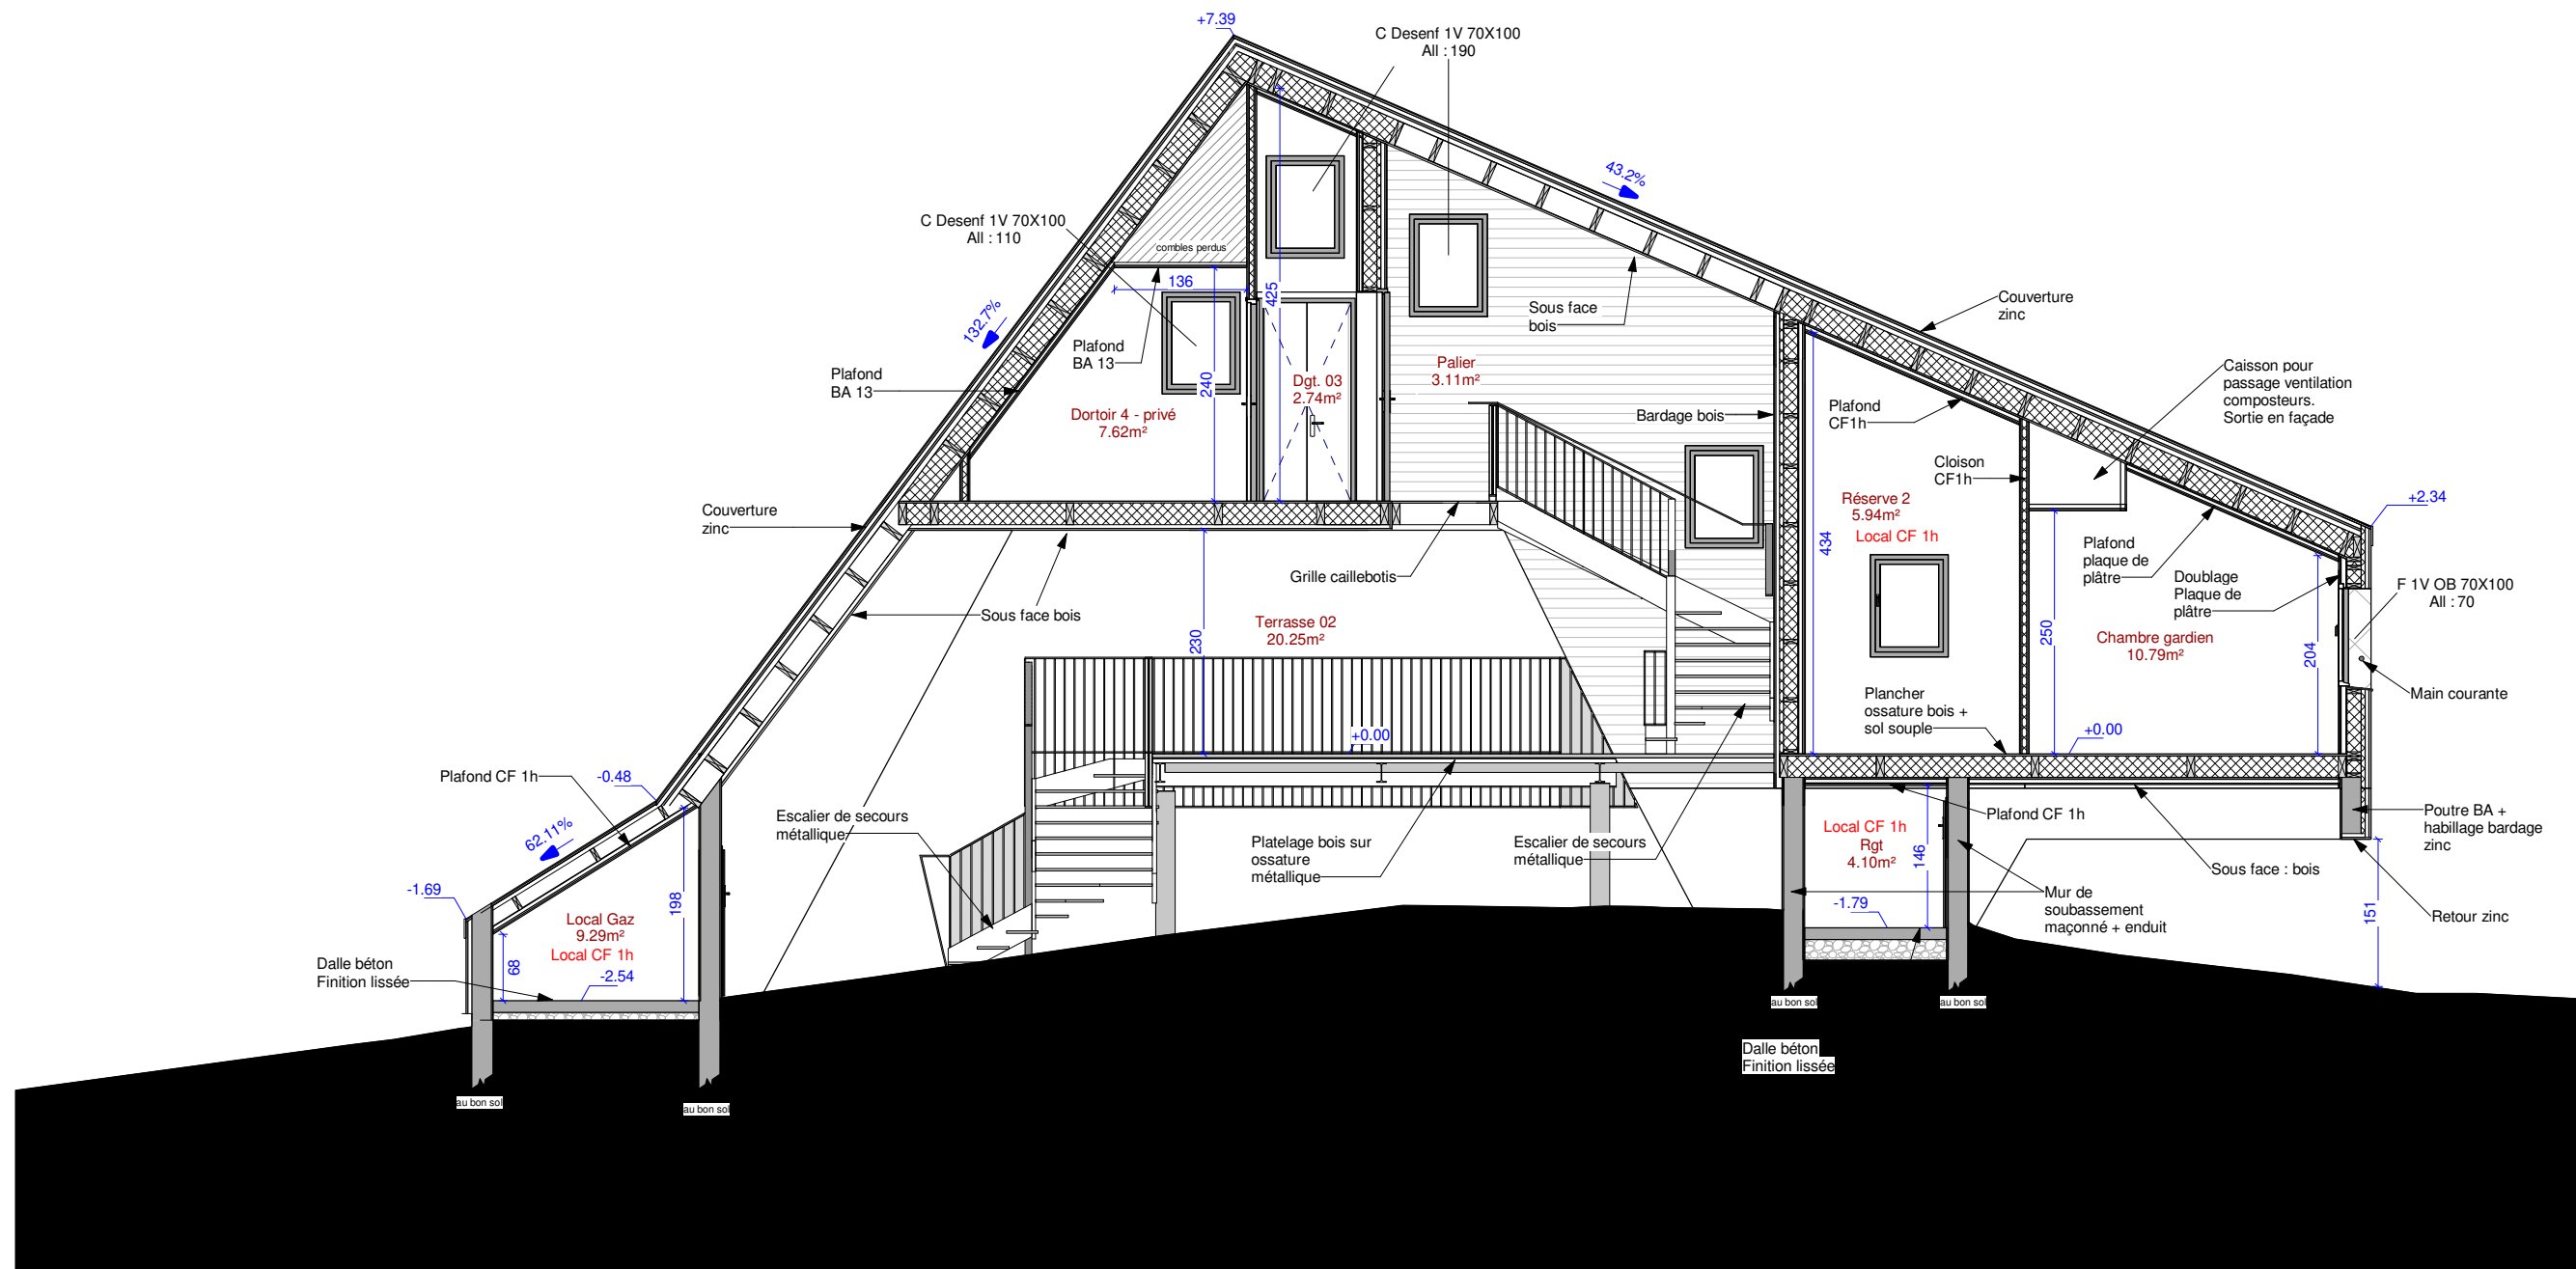 +7.39
C Desenf 1V 70X100
All : 190
43.2%
C Desenf 1V 70X100
All : 110
combles perdus
136
425
132.7%
Plafond
BA 13
Plafond
BA 13
240
Dgt. 03
2.74m²
Dortoir 4 - privé
7.62m²
Sous face
bois
Palier
3.11m²
Bardage bois
Couverture
zinc
Plafond
CF1h
Caisson pour
passage ventilation
composteurs.
Sortie en façade
Cloison
CF1h
Réserve 2
5.94m²
Local CF 1h
434
+2.34
Couverture
zinc
Sous face bois
Grille caillebotis
Terrasse 02
20.25m²
230
+0.00
Plafond
plaque de
plâtre
Doublage
Plaque de
plâtre
F 1V OB 70X100
All : 70
250
Chambre gardien
10.79m²
204
Main courante
Plancher
ossature bois +
sol souple
+0.00
Plafond CF 1h
-0.48
62.11%
-1.69
Escalier de secours
métallique
Platelage bois sur
ossature
métallique
Escalier de secours
métallique
Local CF 1h
Rgt
4.10m²
146
-1.79
Plafond CF 1h
Sous face : bois
Poutre BA +
habillage bardage
zinc
Mur de
soubassement
maçonné + enduit
151
Retour zinc
Local Gaz
9.29m²
Local CF 1h
198
68
-2.54
Dalle béton
Finition lissée
au bon sol
au bon sol
Dalle béton
Finition lissée
au bon sol
au bon sol